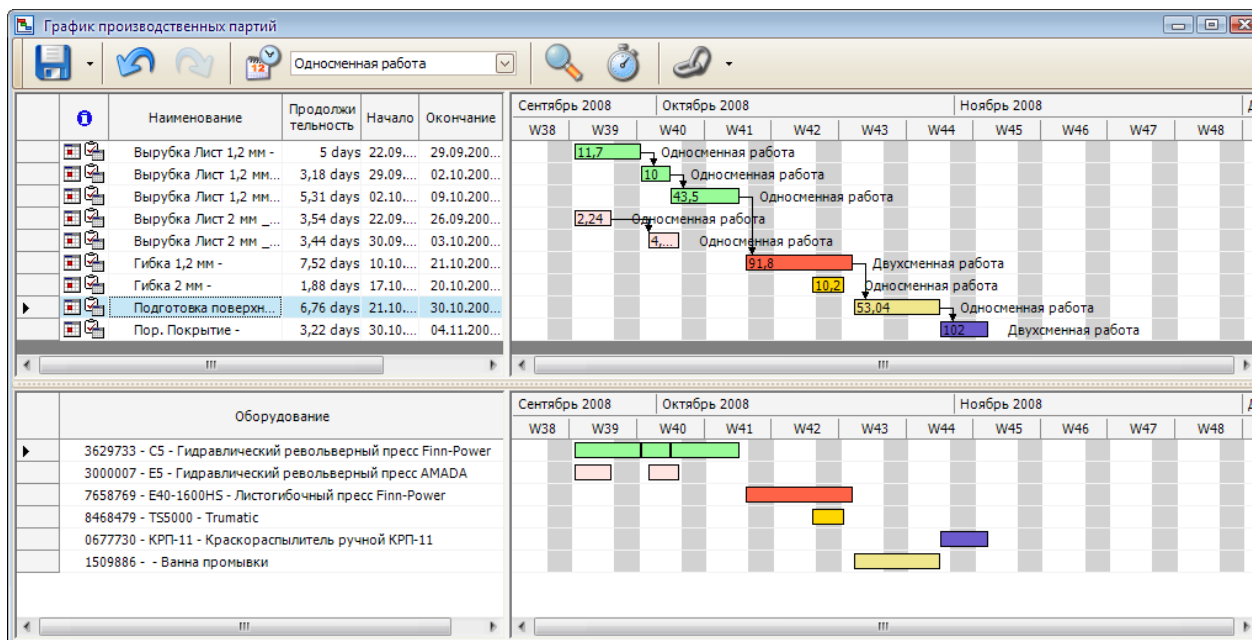 График производственных партий
12 Односменная работа
Наименование Продолжи тельность Начало Окончание
Сентябрь 2008 Октябрь 2008 Ноябрь 2008
W38 W39 W40 W41 W42 W43 W44 W45 W46 W47 W48
Вырубка Лист 1,2 мм - 5 days 22.09.... 29.09.200... 11,7 Односменная работа
Вырубка Лист 1,2 мм... 3,18 days 29.09.... 02.10.200... 10 Односменная работа
Вырубка Лист 1,2 мм... 5,31 days 02.10.... 09.10.200... 43,5 Односменная работа
Вырубка Лист 2 мм _... 3,54 days 22.09.... 26.09.200... 2,24 Односменная работа
Вырубка Лист 2 мм _... 3,44 days 30.09.... 03.10.200... 4,... Односменная работа
Гибка 1,2 мм - 7,52 days 10.10.... 21.10.200... 91,8 Двухсменная работа
Гибка 2 мм - 1,88 days 17.10.... 20.10.200... 10,2 Односменная работа
Подготовка поверхн... 6,76 days 21.10.... 30.10.200... 53,04 Односменная работа
Пор. Покрытие - 3,22 days 30.10.... 04.11.200... 102 Двухсменная работа
Оборудование
Сентябрь 2008 Октябрь 2008 Ноябрь 2008
W38 W39 W40 W41 W42 W43 W44 W45 W46 W47 W48
3629733 - C5 - Гидравлический револьверный пресс Finn-Power
3000007 - E5 - Гидравлический револьверный пресс AMADA
7658769 - E40-1600HS - Листогибочный пресс Finn-Power
8468479 - TS5000 - Trumatic
0677730 - КРП-11 - Краскораспылитель ручной КРП-11
1509886 - - Ванна промывки